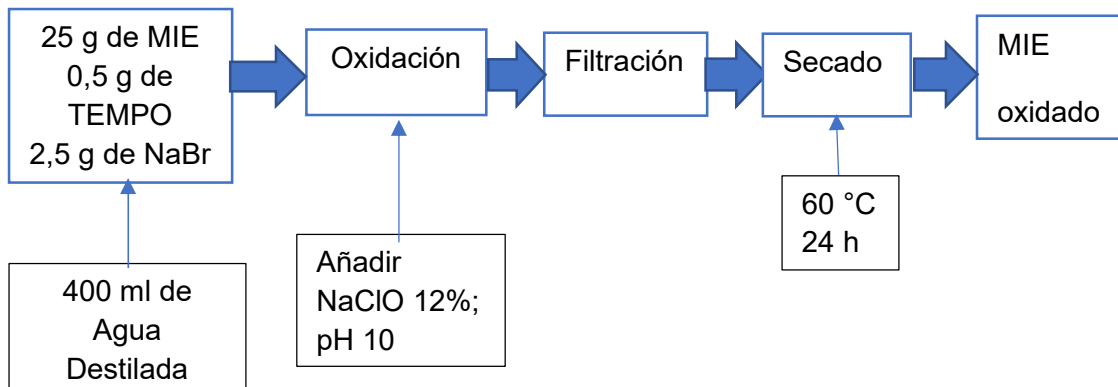 25 g de MIE
0,5 g de
TEMPO
2,5 g de NaBr
Oxidación
Filtración
Secado
MIE
oxidado
400 ml de
Agua
Destilada
Añadir
NaClO 12%;
pH 10
60 °C
24 h